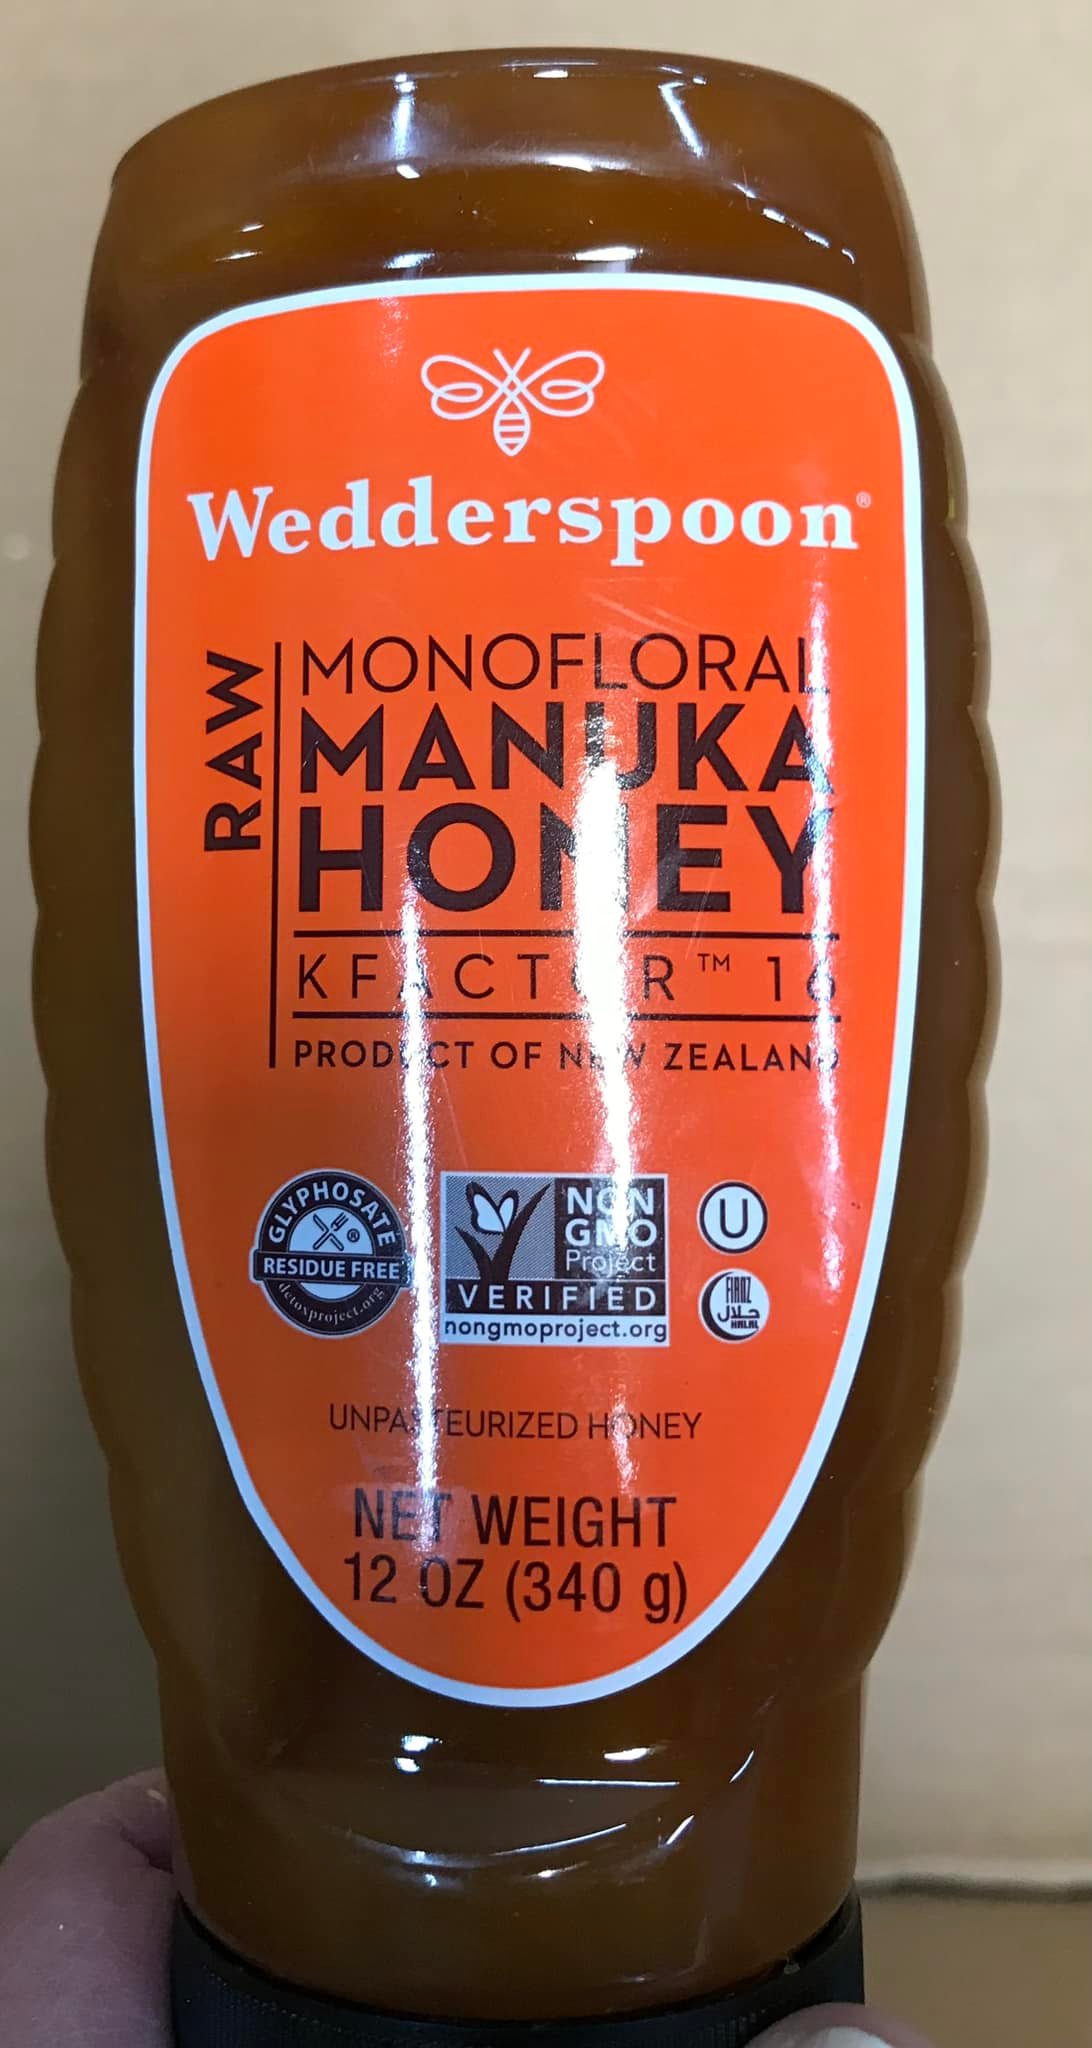 Wedderspoon®
RAW
MONOFLORAL
MANUKA
HONEY
KFACTOR™ 16
PRODUCT OF NEW ZEALAND
GLYPHOSATE
RESIDUE FREE
detoxproject.org
®
NON
GMO
Project
VERIFIED
nongmoproject.org
U
FIANZ
حلال
HALAL
UNPASTEURIZED HONEY
NET WEIGHT
12 OZ (340 g)